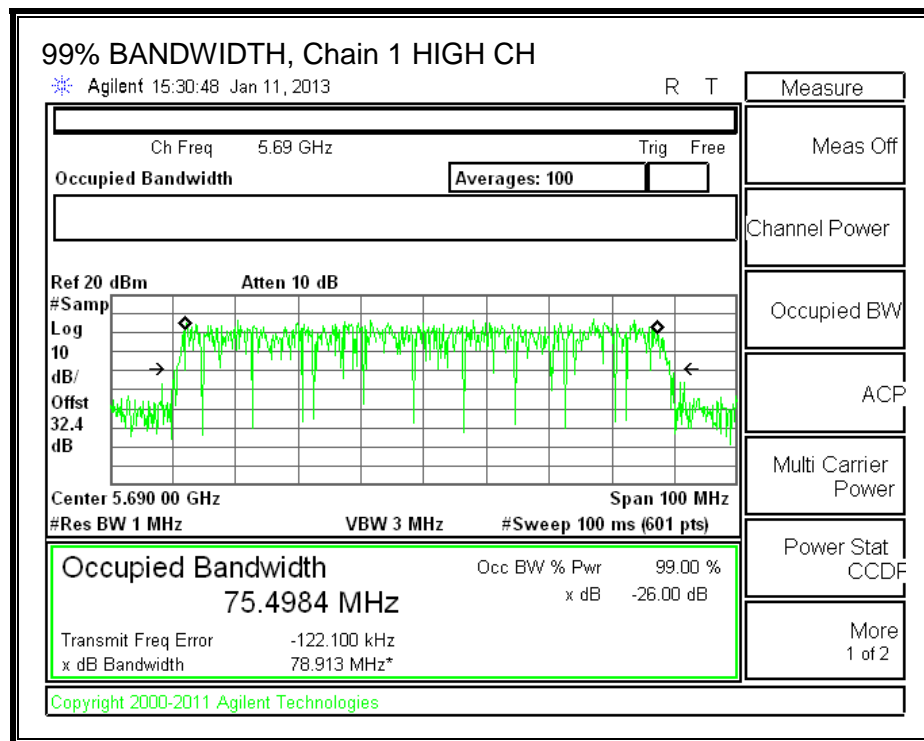 99% BANDWIDTH, Chain 1 HIGH CH
Agilent 15:30:48 Jan 11, 2013 R T
Measure
Ch Freq 5.69 GHz Trig Free
Occupied Bandwidth Averages: 100
Ref 20 dBm Atten 10 dB
#Samp
Log
10
dB/
Offst
32.4
dB
Center 5.690 00 GHz Span 100 MHz
#Res BW 1 MHz VBW 3 MHz #Sweep 100 ms (601 pts)
Occupied Bandwidth Occ BW % Pwr 99.00 %
75.4984 MHz x dB -26.00 dB
Transmit Freq Error -122.100 kHz
x dB Bandwidth 78.913 MHz*
Copyright 2000-2011 Agilent Technologies
Meas Off
Channel Power
Occupied BW
ACP
Multi Carrier
Power
Power Stat
CCDF
More
1 of 2